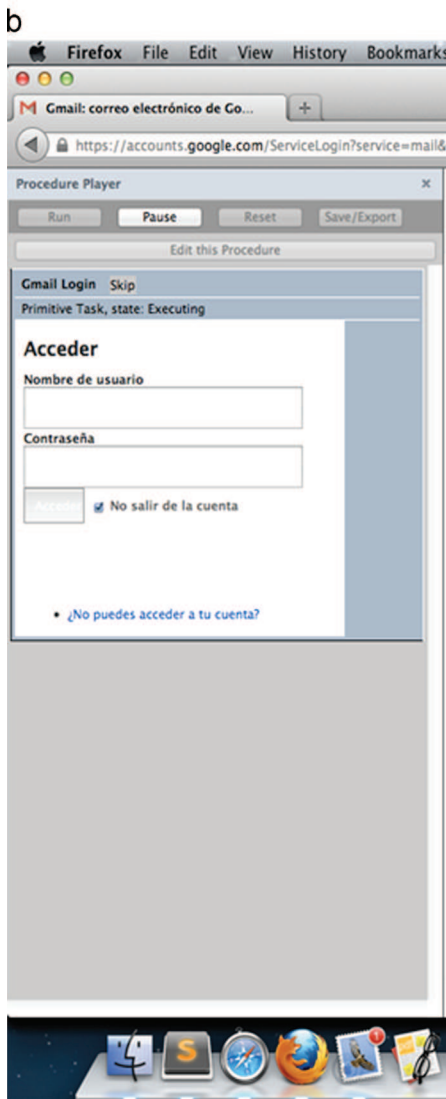 b
Firefox File Edit View History Bookmarks
Gmail: correo electrónico de Go... +
https://accounts.google.com/ServiceLogin?service=mail&
Procedure Player x
Run Pause Reset Save/Export
Edit this Procedure
Gmail Login Skip
Primitive Task, state: Executing
Acceder
Nombre de usuario
Contraseña
Acceder No salir de la cuenta
• ¿No puedes acceder a tu cuenta?
S 1